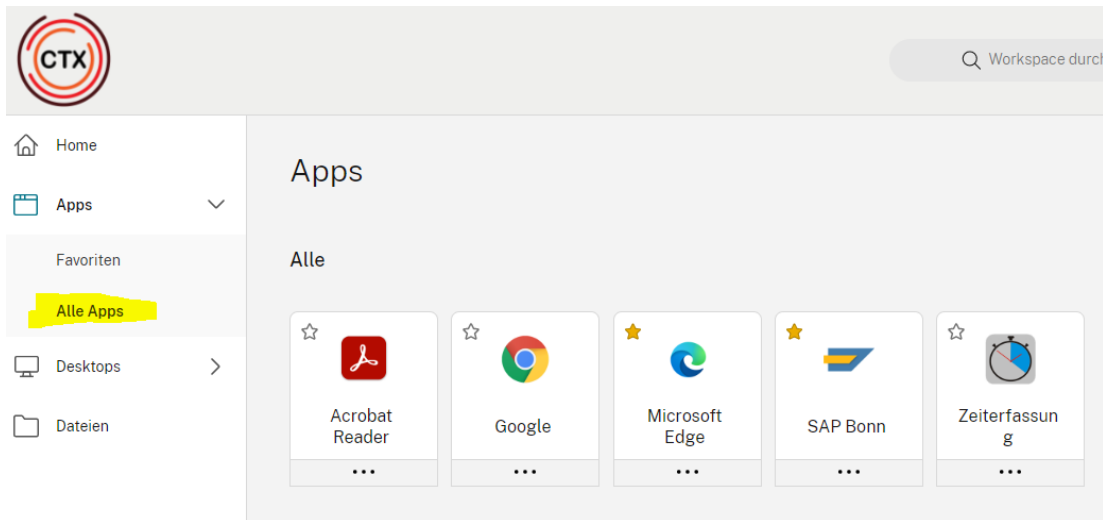 CTX
Workspace durch
Home
Apps
Favoriten
Alle Apps
Desktops
Dateien
Apps
Alle
Acrobat
Reader
Google
Microsoft
Edge
SAP Bonn
Zeiterfassun
g